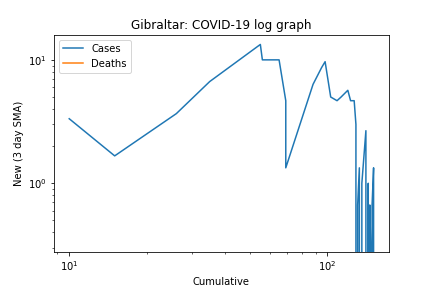 Gibraltar: COVID-19 log graph
Cases
Deaths
New (3 day SMA)
10¹
10⁰
10¹
10²
Cumulative